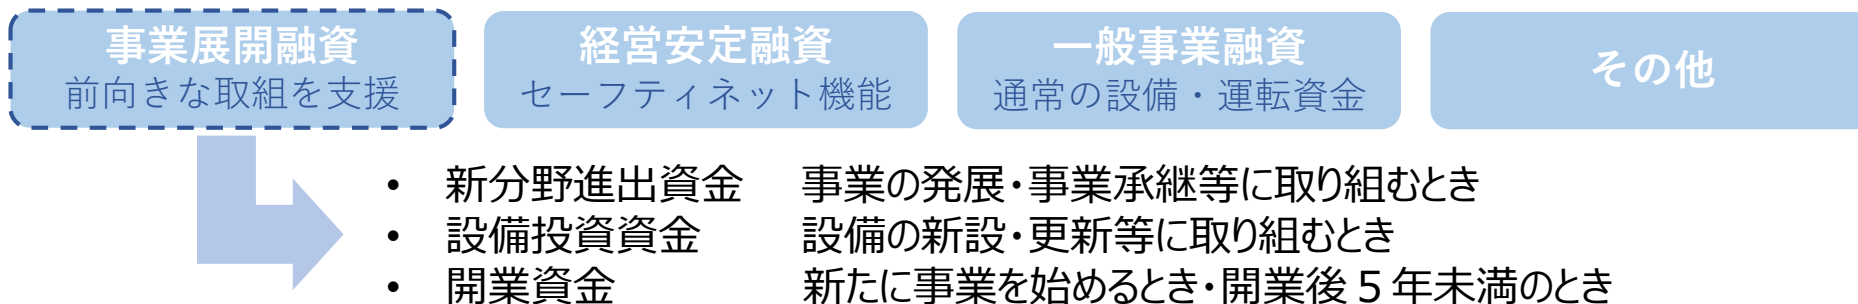 事業展開融資
前向きな取組を支援
経営安定融資
セーフティネット機能
一般事業融資
通常の設備・運転資金
その他
• 新分野進出資金 事業の発展・事業承継等に取り組むとき
• 設備投資資金 設備の新設・更新等に取り組むとき
• 開業資金 新たに事業を始めるとき・開業後5年未満のとき